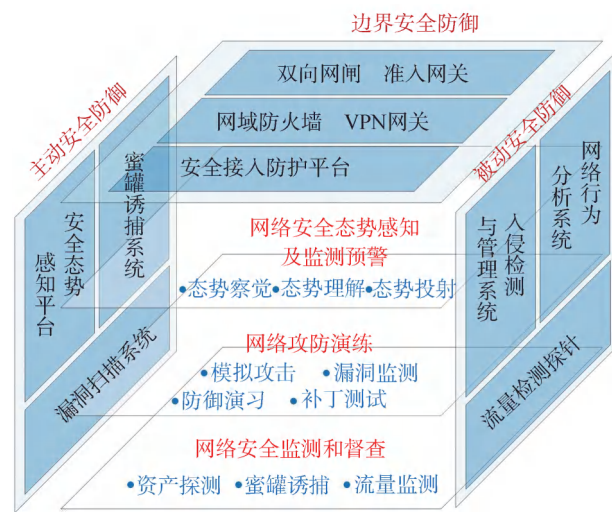 边界安全防御
双向网闸 准入网关
网域防火墙 VPN网关
安全接入防护平台
主动安全防御
蜜罐诱捕系统
安全态势
感知平台
漏洞扫描系统
被动安全防御
网络行为
分析系统
入侵检测
与管理系统
流量检测探针
网络安全态势感知
及监测预警
•态势察觉•态势理解•态势投射
网络攻防演练
•模拟攻击 •漏洞监测
•防御演习 •补丁测试
网络安全监测和督查
•资产探测 •蜜罐诱捕 •流量监测